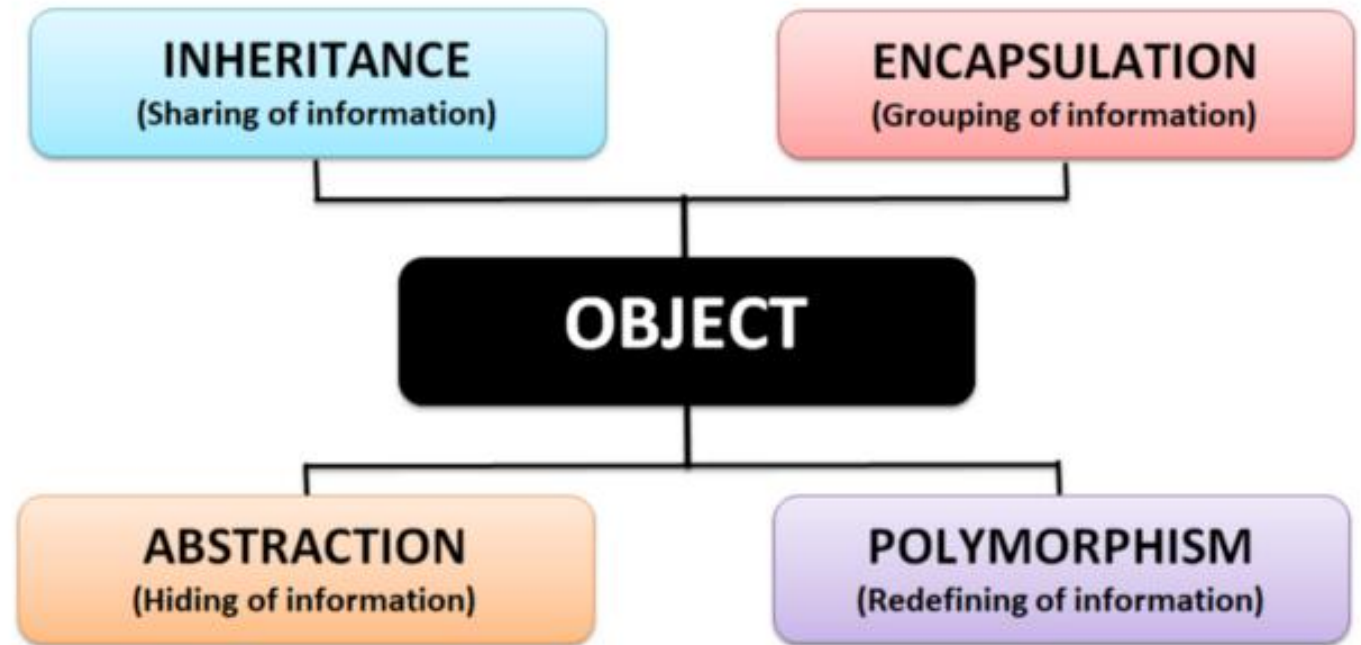 INHERITANCE
(Sharing of information)
ENCAPSULATION
(Grouping of information)
OBJECT
ABSTRACTION
(Hiding of information)
POLYMORPHISM
(Redefining of information)